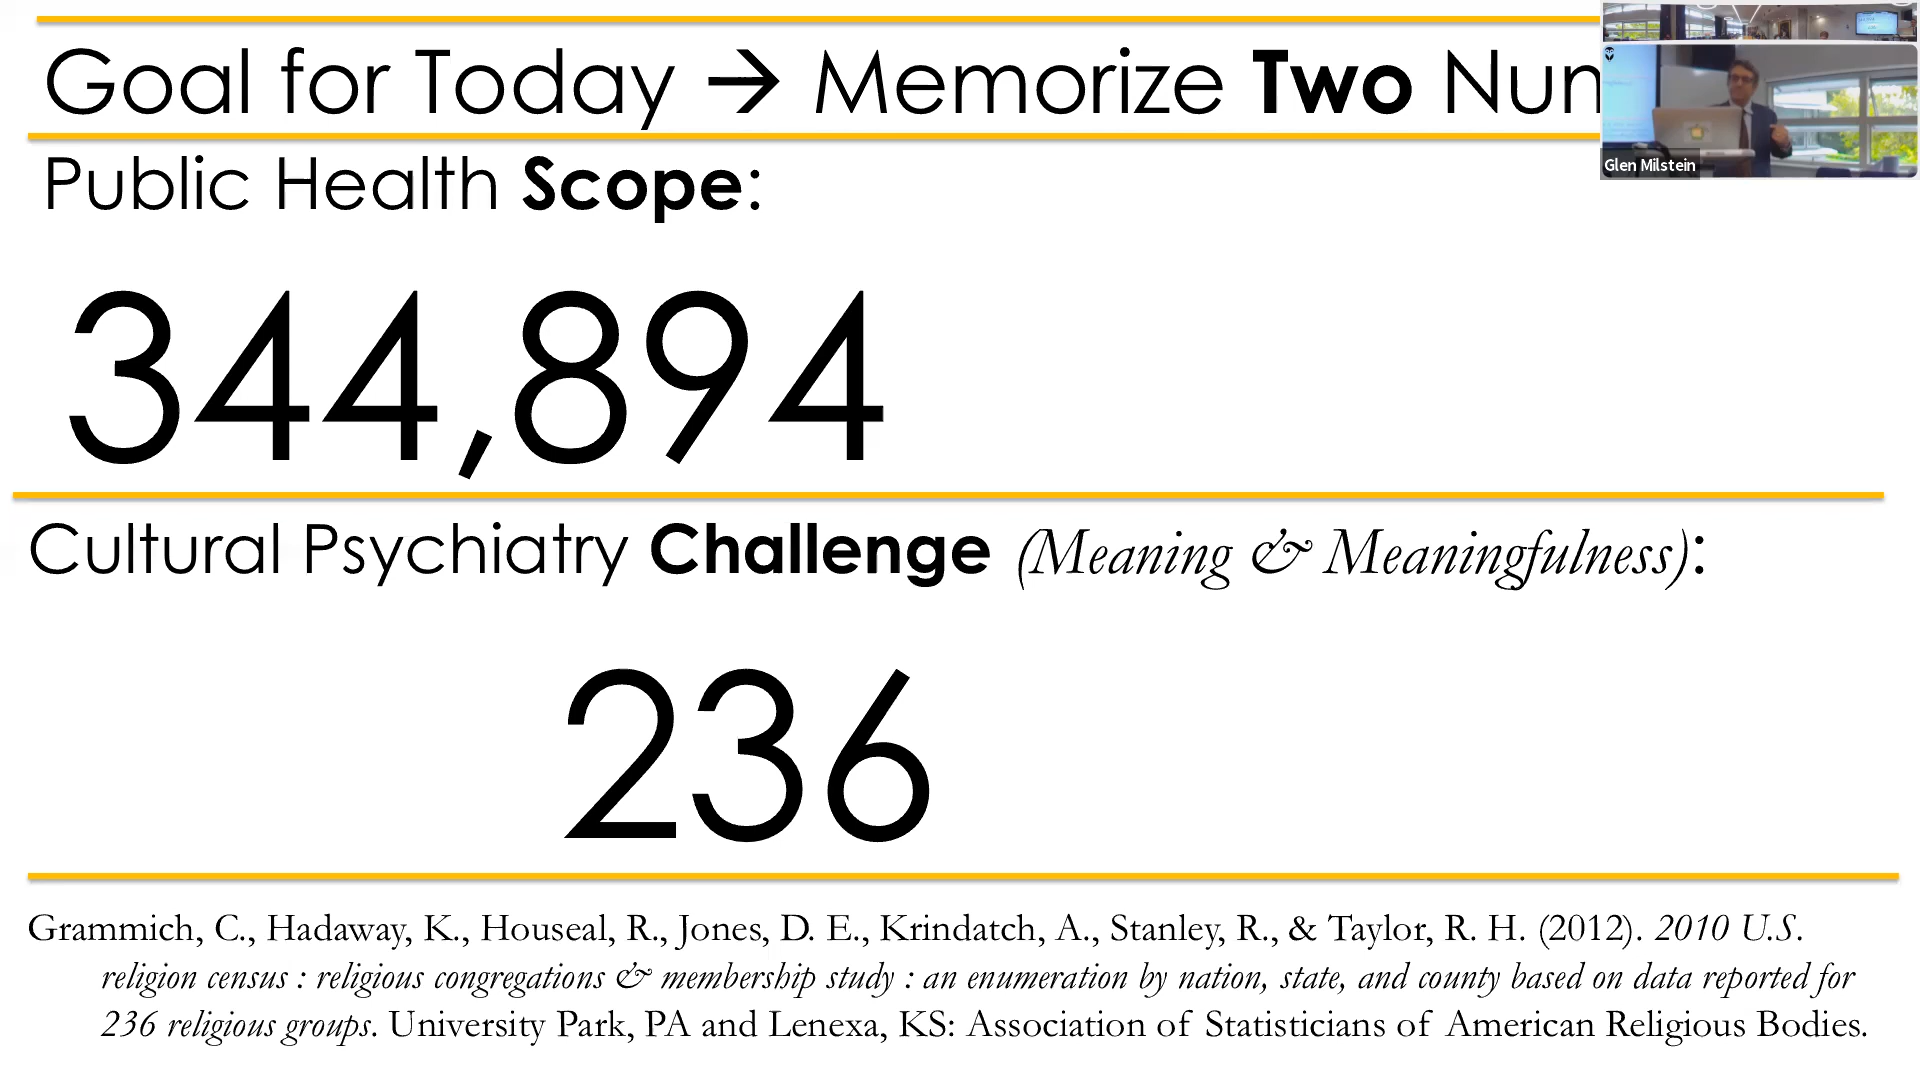 Goal for Today → Memorize Two Num
Glen Milstein
Public Health Scope:
344,894
Cultural Psychiatry Challenge (Meaning & Meaningfulness):
236
Grammich, C., Hadaway, K., Houseal, R., Jones, D. E., Krindatch, A., Stanley, R., & Taylor, R. H. (2012). 2010 U.S.
religion census : religious congregations & membership study : an enumeration by nation, state, and county based on data reported for
236 religious groups. University Park, PA and Lenexa, KS: Association of Statisticians of American Religious Bodies.